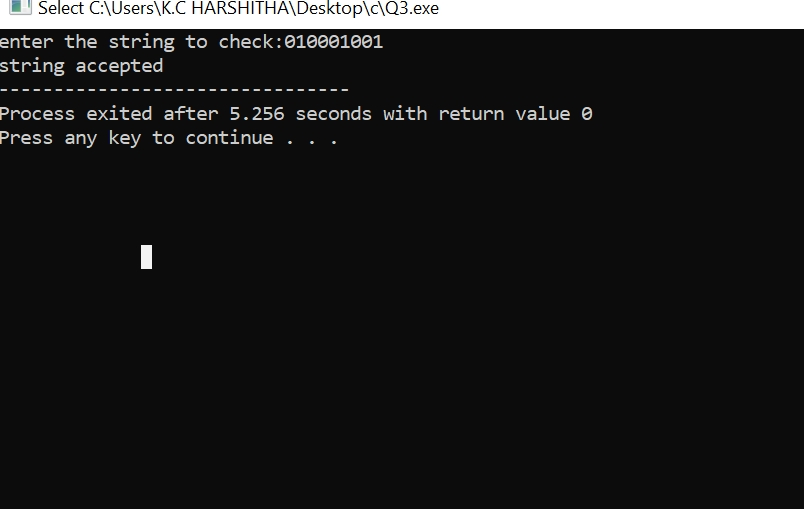 Select C:\Users\K.C HARSHITHA\Desktop\c\Q3.exe
enter the string to check:010001001
string accepted
--------------------------------
Process exited after 5.256 seconds with return value 0
Press any key to continue . . .